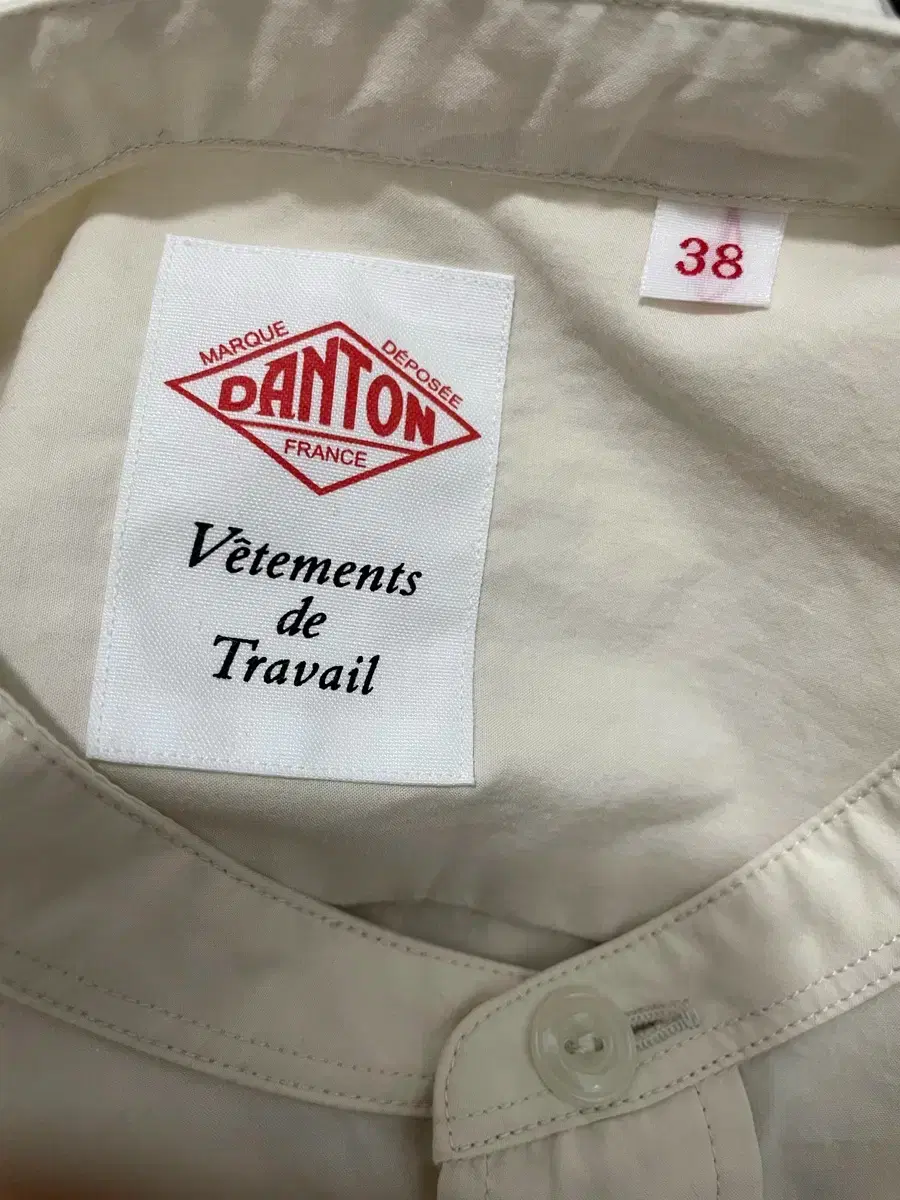 38
MARQUE DÉPOSÉE
DANTON
FRANCE
Vêtements
de
Travail